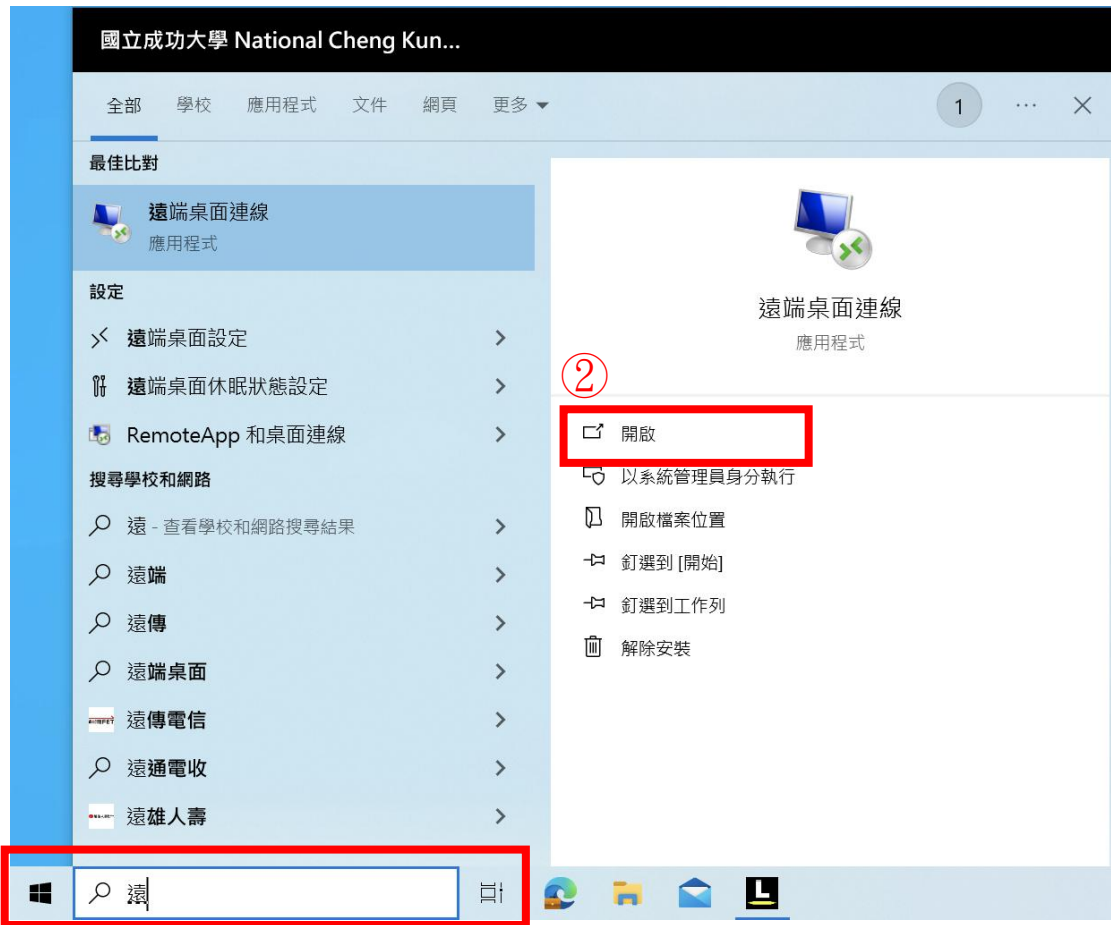 國立成功大學 National Cheng Kun...
全部 學校 應用程式 文件 網頁 更多
1 ...
最佳比對
遠端桌面連線
應用程式
設定
遠端桌面設定
遠端桌面休眠狀態設定
RemoteApp 和桌面連線
搜尋學校和網路
遠 - 查看學校和網路搜尋結果
遠端
遠傳
遠端桌面
遠傳電信
遠通電收
遠雄人壽
遠端桌面連線
應用程式
②
開啟
以系統管理員身分執行
開啟檔案位置
釘選到 [開始]
釘選到工作列
解除安裝
遠
L